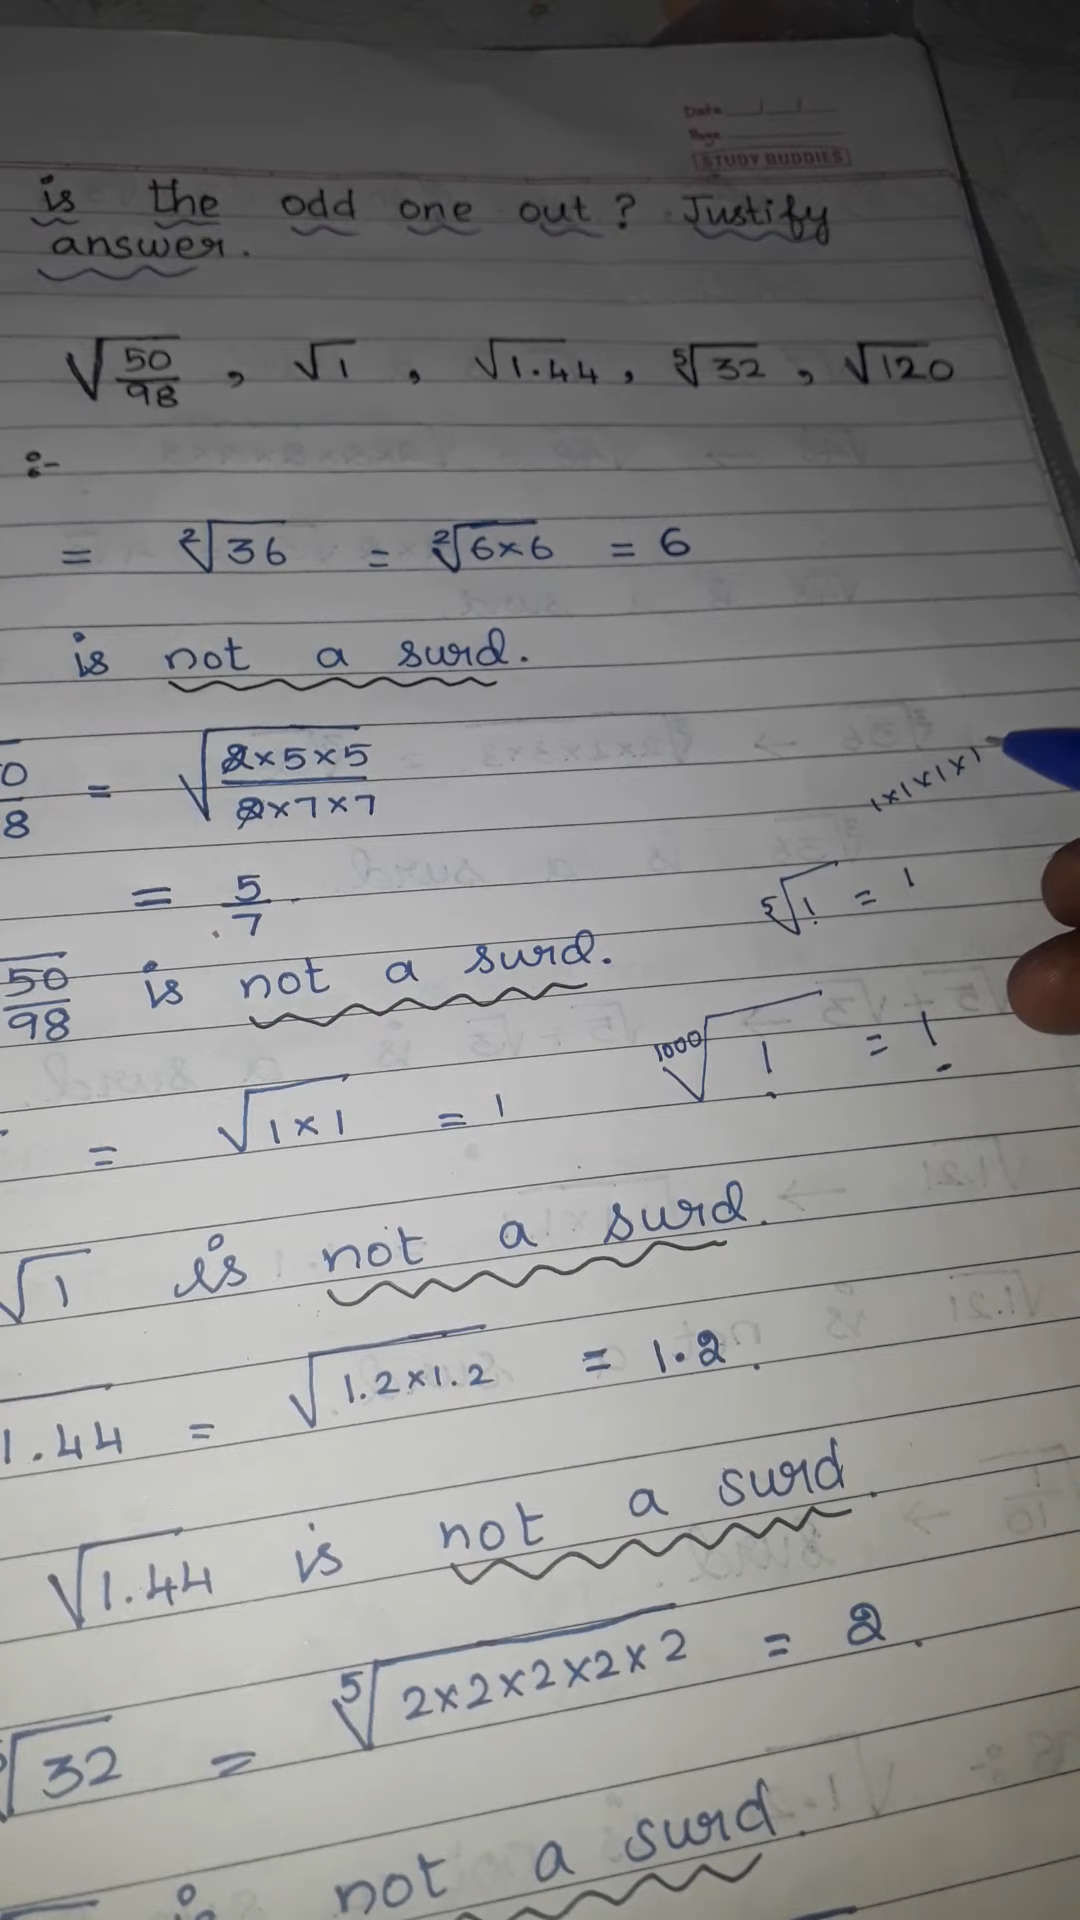 Date / /
Page
STUDY BUDDIES
is the odd one out? Justify
answer.
√(50/98) , √1 , √1.44 , ⁵√32 , √120
:-
= ²√36 = ²√6×6 = 6
is not a surd.
0/8 = √(2×5×5/2×7×7)
1×1×1×1×1
= 5/7
⁵√1 = 1
50/98 is not a surd.
¹⁰⁰⁰√1 = 1
= √1×1 = 1
√1 is not a surd.
1.44 = √1.2×1.2 = 1.2.
√1.44 is not a surd.
⁵√32 = ⁵√2×2×2×2×2 = 2.
is not a surd.